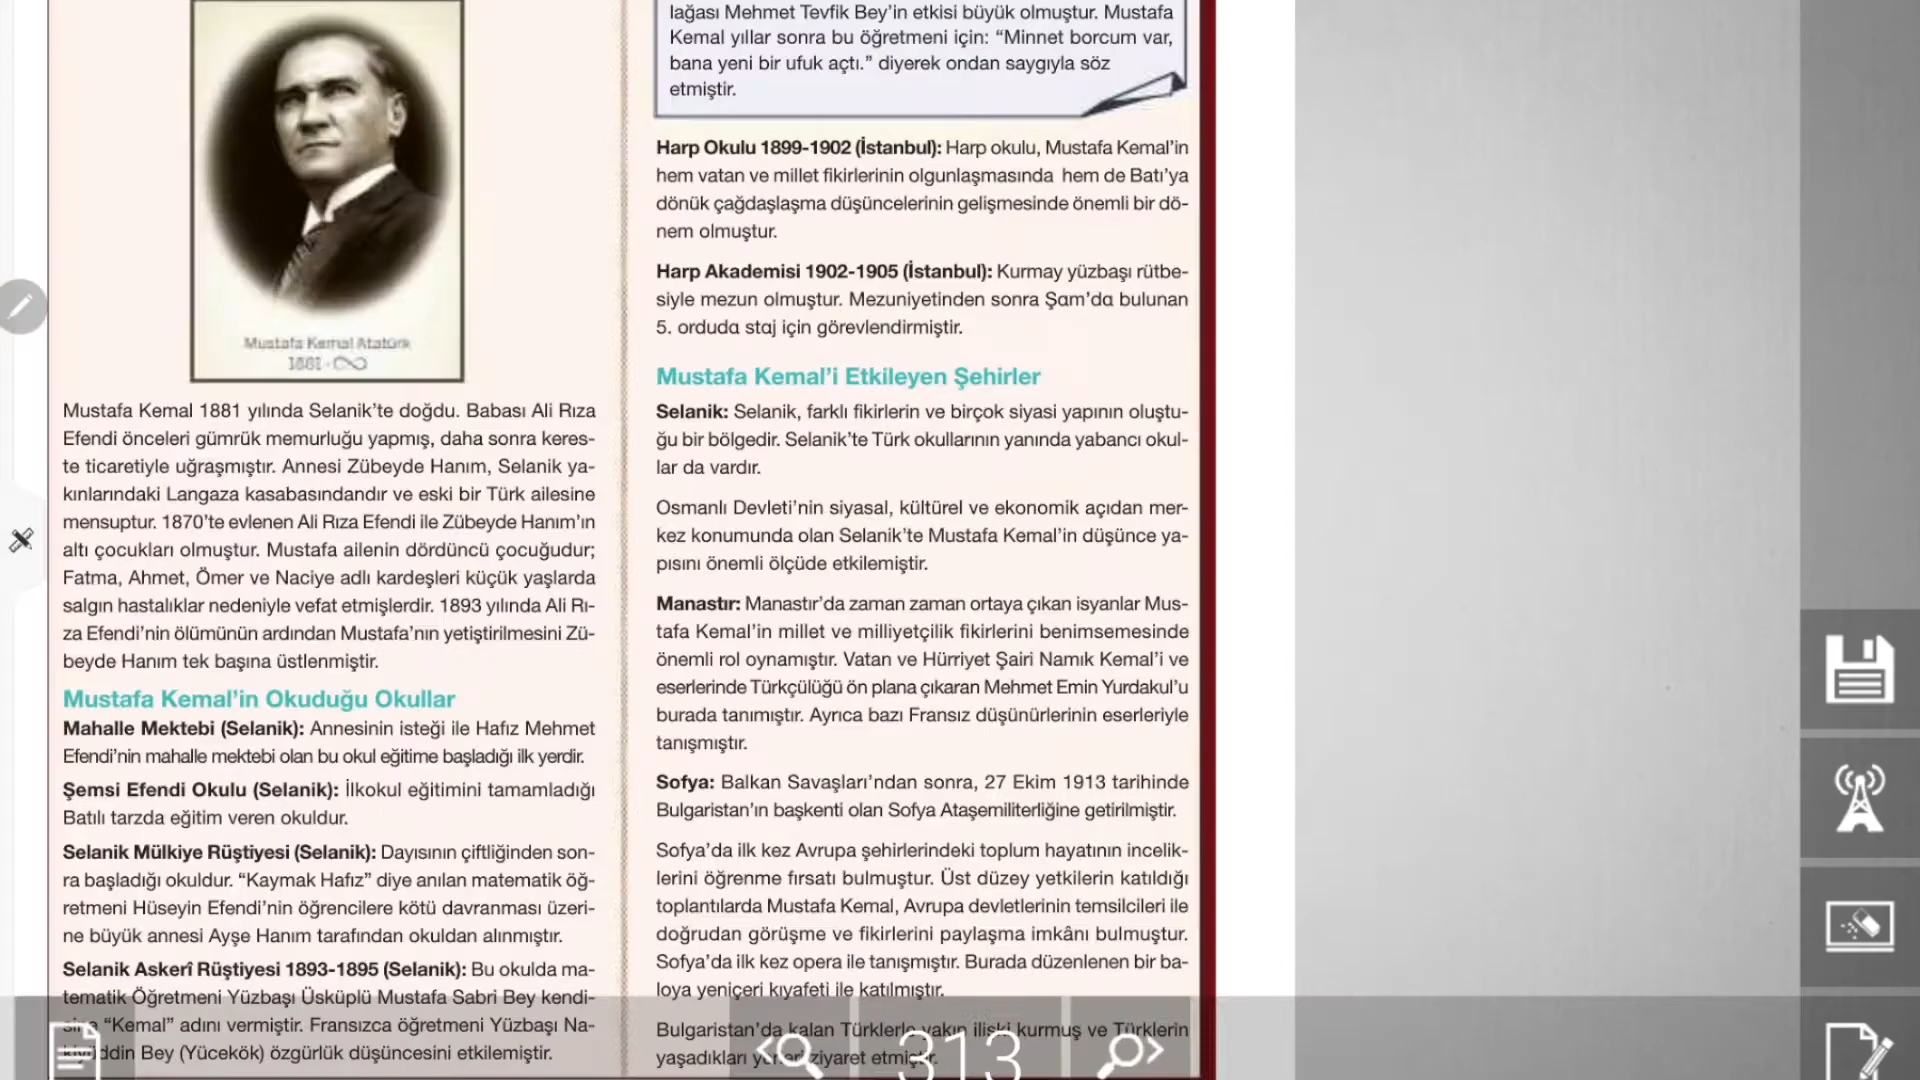 Mustafa Kemal Atatürk
1881 -
Mustafa Kemal 1881 yılında Selanik’te doğdu. Babası Ali Rıza
Efendi önceleri gümrük memurluğu yapmış, daha sonra keres-
te ticaretiyle uğraşmıştır. Annesi Zübeyde Hanım, Selanik ya-
kınlarındaki Langaza kasabasındandır ve eski bir Türk ailesine
mensuptur. 1870’te evlenen Ali Rıza Efendi ile Zübeyde Hanım’ın
altı çocukları olmuştur. Mustafa ailenin dördüncü çocuğudur;
Fatma, Ahmet, Ömer ve Naciye adlı kardeşleri küçük yaşlarda
salgın hastalıklar nedeniyle vefat etmişlerdir. 1893 yılında Ali Rı-
za Efendi’nin ölümünün ardından Mustafa’nın yetiştirilmesini Zü-
beyde Hanım tek başına üstlenmiştir.
Mustafa Kemal’in Okuduğu Okullar
Mahalle Mektebi (Selanik): Annesinin isteği ile Hafız Mehmet
Efendi’nin mahalle mektebi olan bu okul eğitime başladığı ilk yerdir.
Şemsi Efendi Okulu (Selanik): İlkokul eğitimini tamamladığı
Batılı tarzda eğitim veren okuldur.
Selanik Mülkiye Rüştiyesi (Selanik): Dayısının çiftliğinden son-
ra başladığı okuldur. “Kaymak Hafız” diye anılan matematik öğ-
retmeni Hüseyin Efendi’nin öğrencilere kötü davranması üzeri-
ne büyük annesi Ayşe Hanım tarafından okuldan alınmıştır.
Selanik Askerî Rüştiyesi 1893-1895 (Selanik): Bu okulda ma-
tematik Öğretmeni Yüzbaşı Üsküplü Mustafa Sabri Bey kendi-
sine “Kemal” adını vermiştir. Fransızca öğretmeni Yüzbaşı Na-
kiyüddin Bey (Yücekök) özgürlük düşüncesini etkilemiştir.
lağası Mehmet Tevfik Bey’in etkisi büyük olmuştur. Mustafa
Kemal yıllar sonra bu öğretmeni için: “Minnet borcum var,
bana yeni bir ufuk açtı.” diyerek ondan saygıyla söz
etmiştir.
Harp Okulu 1899-1902 (İstanbul): Harp okulu, Mustafa Kemal’in
hem vatan ve millet fikirlerinin olgunlaşmasında hem de Batı’ya
dönük çağdaşlaşma düşüncelerinin gelişmesinde önemli bir dö-
nem olmuştur.
Harp Akademisi 1902-1905 (İstanbul): Kurmay yüzbaşı rütbe-
siyle mezun olmuştur. Mezuniyetinden sonra Şam’da bulunan
5. orduda staj için görevlendirmiştir.
Mustafa Kemal’i Etkileyen Şehirler
Selanik: Selanik, farklı fikirlerin ve birçok siyasi yapının oluştu-
ğu bir bölgedir. Selanik’te Türk okullarının yanında yabancı okul-
lar da vardır.
Osmanlı Devleti’nin siyasal, kültürel ve ekonomik açıdan mer-
kez konumunda olan Selanik’te Mustafa Kemal’in düşünce ya-
pısını önemli ölçüde etkilemiştir.
Manastır: Manastır’da zaman zaman ortaya çıkan isyanlar Mus-
tafa Kemal’in millet ve milliyetçilik fikirlerini benimsemesinde
önemli rol oynamıştır. Vatan ve Hürriyet Şairi Namık Kemal’i ve
eserlerinde Türkçülüğü ön plana çıkaran Mehmet Emin Yurdakul’u
burada tanımıştır. Ayrıca bazı Fransız düşünürlerinin eserleriyle
tanışmıştır.
Sofya: Balkan Savaşları’ndan sonra, 27 Ekim 1913 tarihinde
Bulgaristan’ın başkenti olan Sofya Ataşemiliterliğine getirilmiştir.
Sofya’da ilk kez Avrupa şehirlerindeki toplum hayatının incelik-
lerini öğrenme fırsatı bulmuştur. Üst düzey yetkilerin katıldığı
toplantılarda Mustafa Kemal, Avrupa devletlerinin temsilcileri ile
doğrudan görüşme ve fikirlerini paylaşma imkânı bulmuştur.
Sofya’da ilk kez opera ile tanışmıştır. Burada düzenlenen bir ba-
loya yeniçeri kıyafeti ile katılmıştır.
Bulgaristan’da kalan Türklerle yakın ilişki kurmuş ve Türklerin
yaşadıkları yerleri ziyaret etmiştir.
313